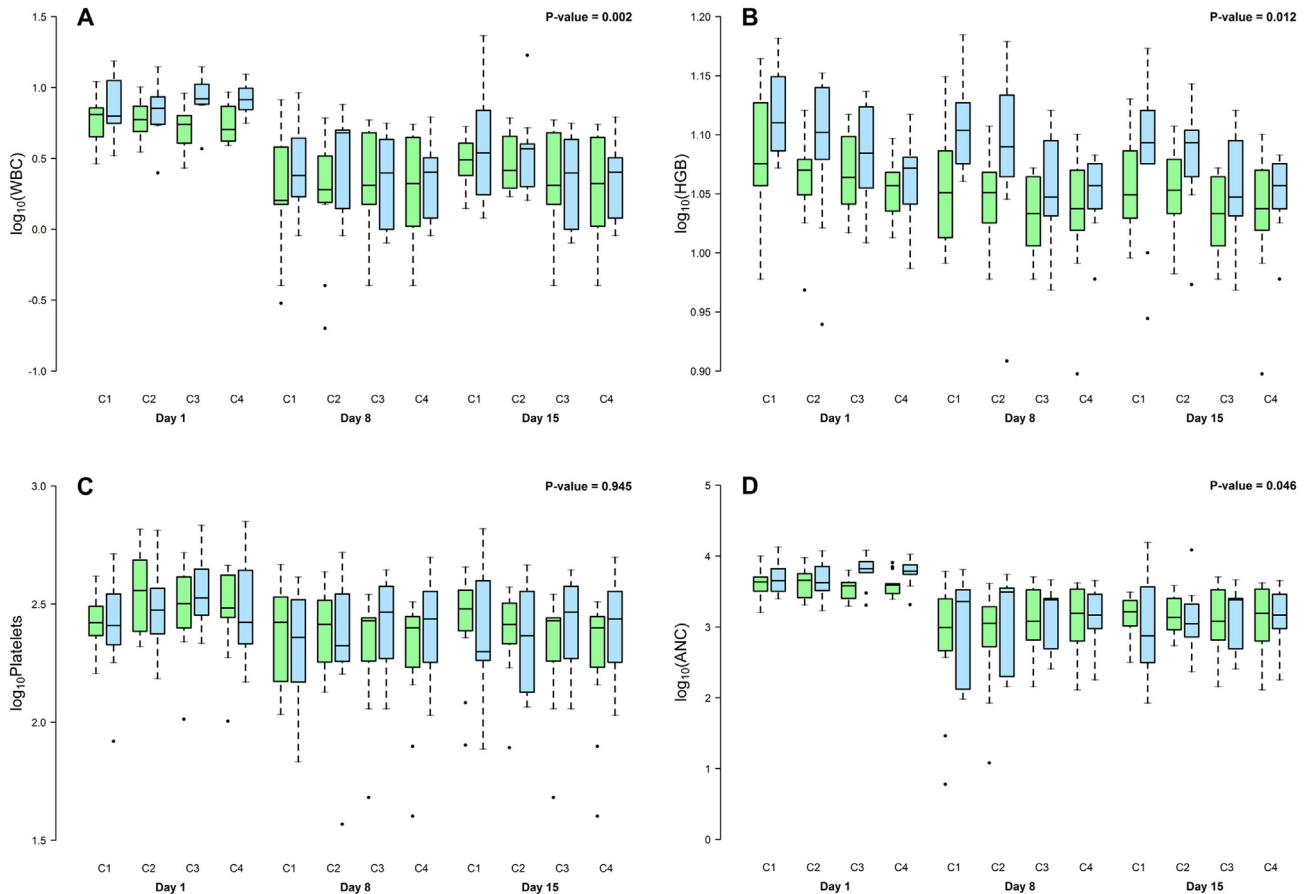 A
P-value = 0.002
log10(WBC)
1.5
1.0
0.5
0.0
-0.5
-1.0
C1 C2 C3 C4 C1 C2 C3 C4 C1 C2 C3 C4
Day 1 Day 8 Day 15
B
P-value = 0.012
log10(HGB)
1.20
1.15
1.10
1.05
1.00
0.95
0.90
C1 C2 C3 C4 C1 C2 C3 C4 C1 C2 C3 C4
Day 1 Day 8 Day 15
C
P-value = 0.945
log10Platelets
3.0
2.5
2.0
1.5
C1 C2 C3 C4 C1 C2 C3 C4 C1 C2 C3 C4
Day 1 Day 8 Day 15
D
P-value = 0.046
log10(ANC)
5
4
3
2
1
0
C1 C2 C3 C4 C1 C2 C3 C4 C1 C2 C3 C4
Day 1 Day 8 Day 15